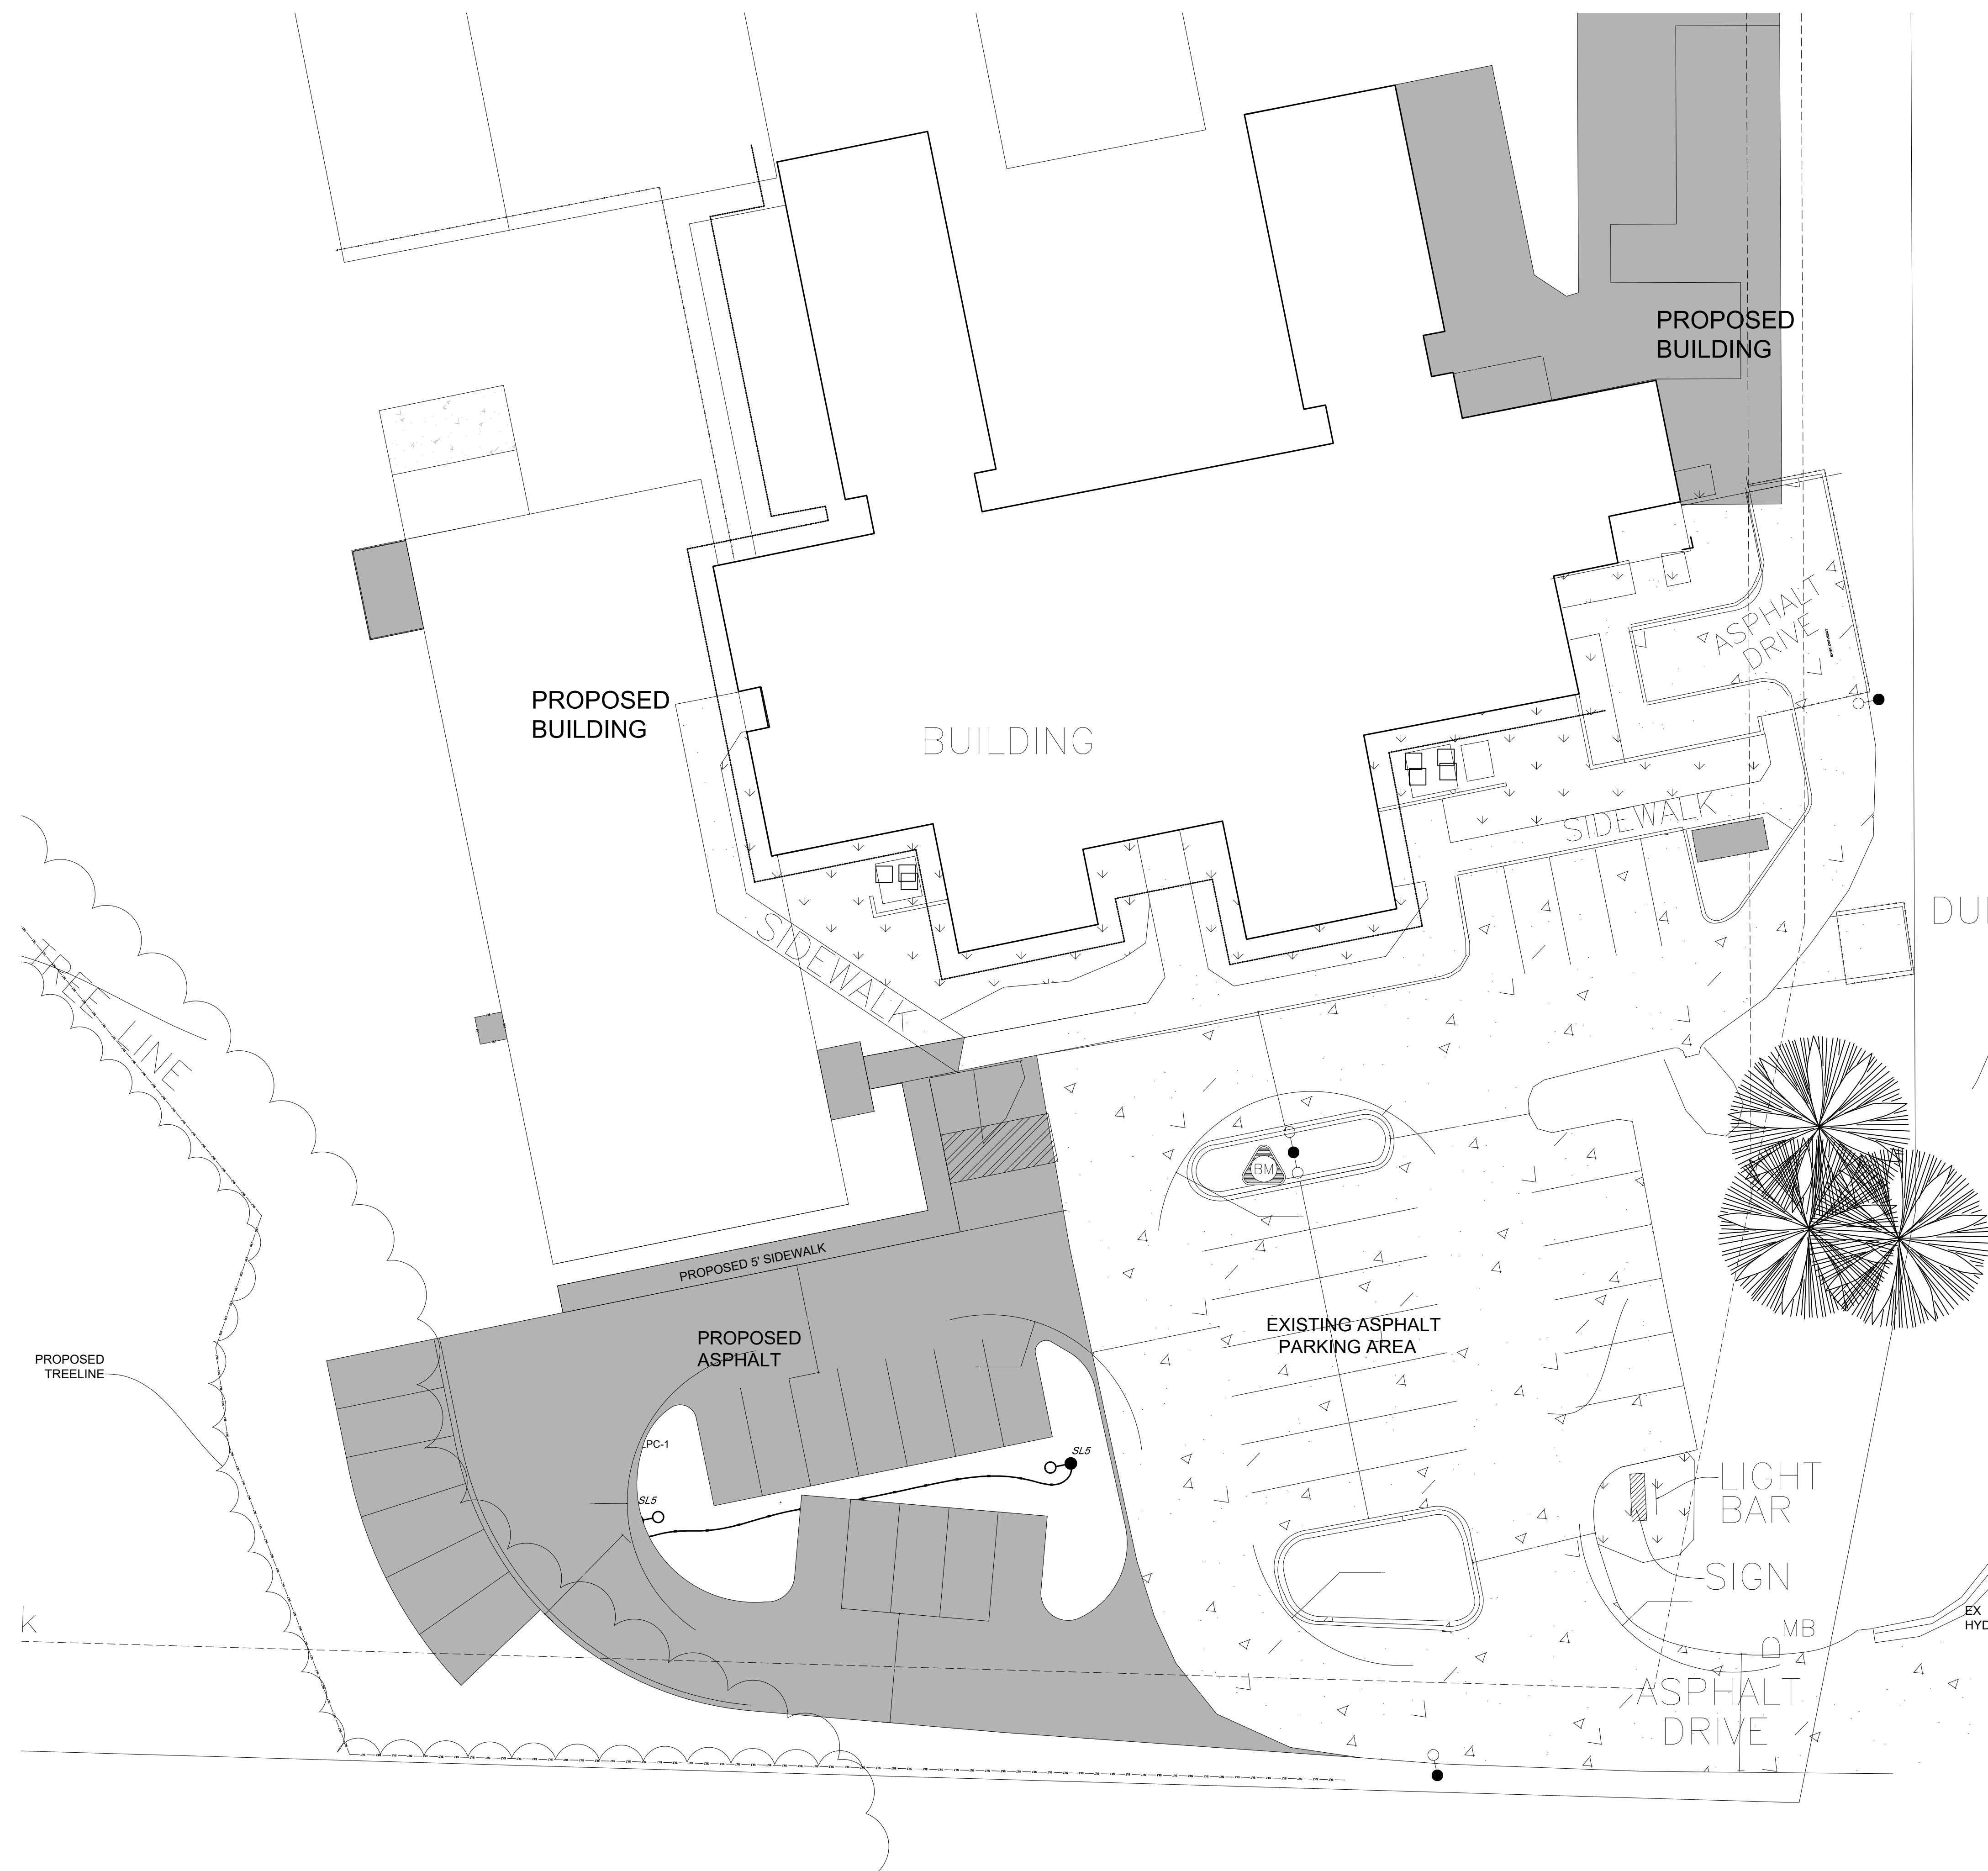 PROPOSED
BUILDING
PROPOSED
BUILDING
ASPHALT
DRIVE
BUILDING
SIDEWALK
SIDEWALK
TREE LINE
BM
PROPOSED 5' SIDEWALK
PROPOSED
ASPHALT
EXISTING ASPHALT
PARKING AREA
PROPOSED
TREELINE
LPC-1
SL5
SL5
LIGHT
BAR
SIGN
MB
EX
HYD
ASPHALT
DRIVE
k